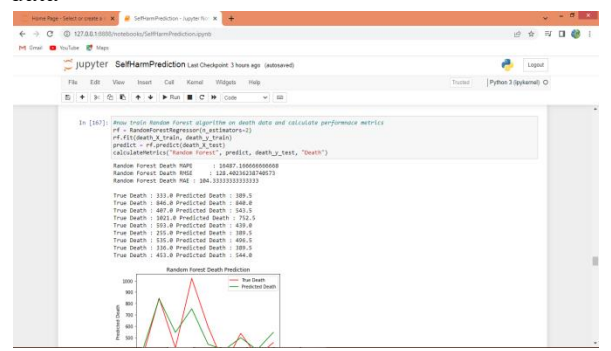 data
Home Page - Select or create a n
SelfHarmPrediction - Jupyter No
127.0.0.1:8888/notebooks/SelfHarmPrediction.ipynb
Gmail YouTube Maps
jupyter SelfHarmPrediction Last Checkpoint: 3 hours ago (autosaved)
Logout
File Edit View Insert Cell Kernel Widgets Help
Trusted Python 3 (ipykernel)
Run Code
In [167]: #now train Random Forest algorithm on death data and calculate performnace metrics
rf = RandomForestRegressor(n_estimators=2)
rf.fit(death_X_train, death_y_train)
predict = rf.predict(death_X_test)
calculateMetrics("Random Forest", predict, death_y_test, "Death")
Random Forest Death MAPE : 16487.166666666668
Random Forest Death RMSE : 128.40236238740573
Random Forest Death MAE : 104.33333333333333
True Death : 333.0 Predicted Death : 389.5
True Death : 846.0 Predicted Death : 840.0
True Death : 407.0 Predicted Death : 543.5
True Death : 1021.0 Predicted Death : 752.5
True Death : 593.0 Predicted Death : 439.0
True Death : 255.0 Predicted Death : 389.5
True Death : 535.0 Predicted Death : 496.5
True Death : 336.0 Predicted Death : 389.5
True Death : 453.0 Predicted Death : 544.0
Random Forest Death Prediction
True Death
Predicted Death
1000
900
800
700
600
500
Predicted Death